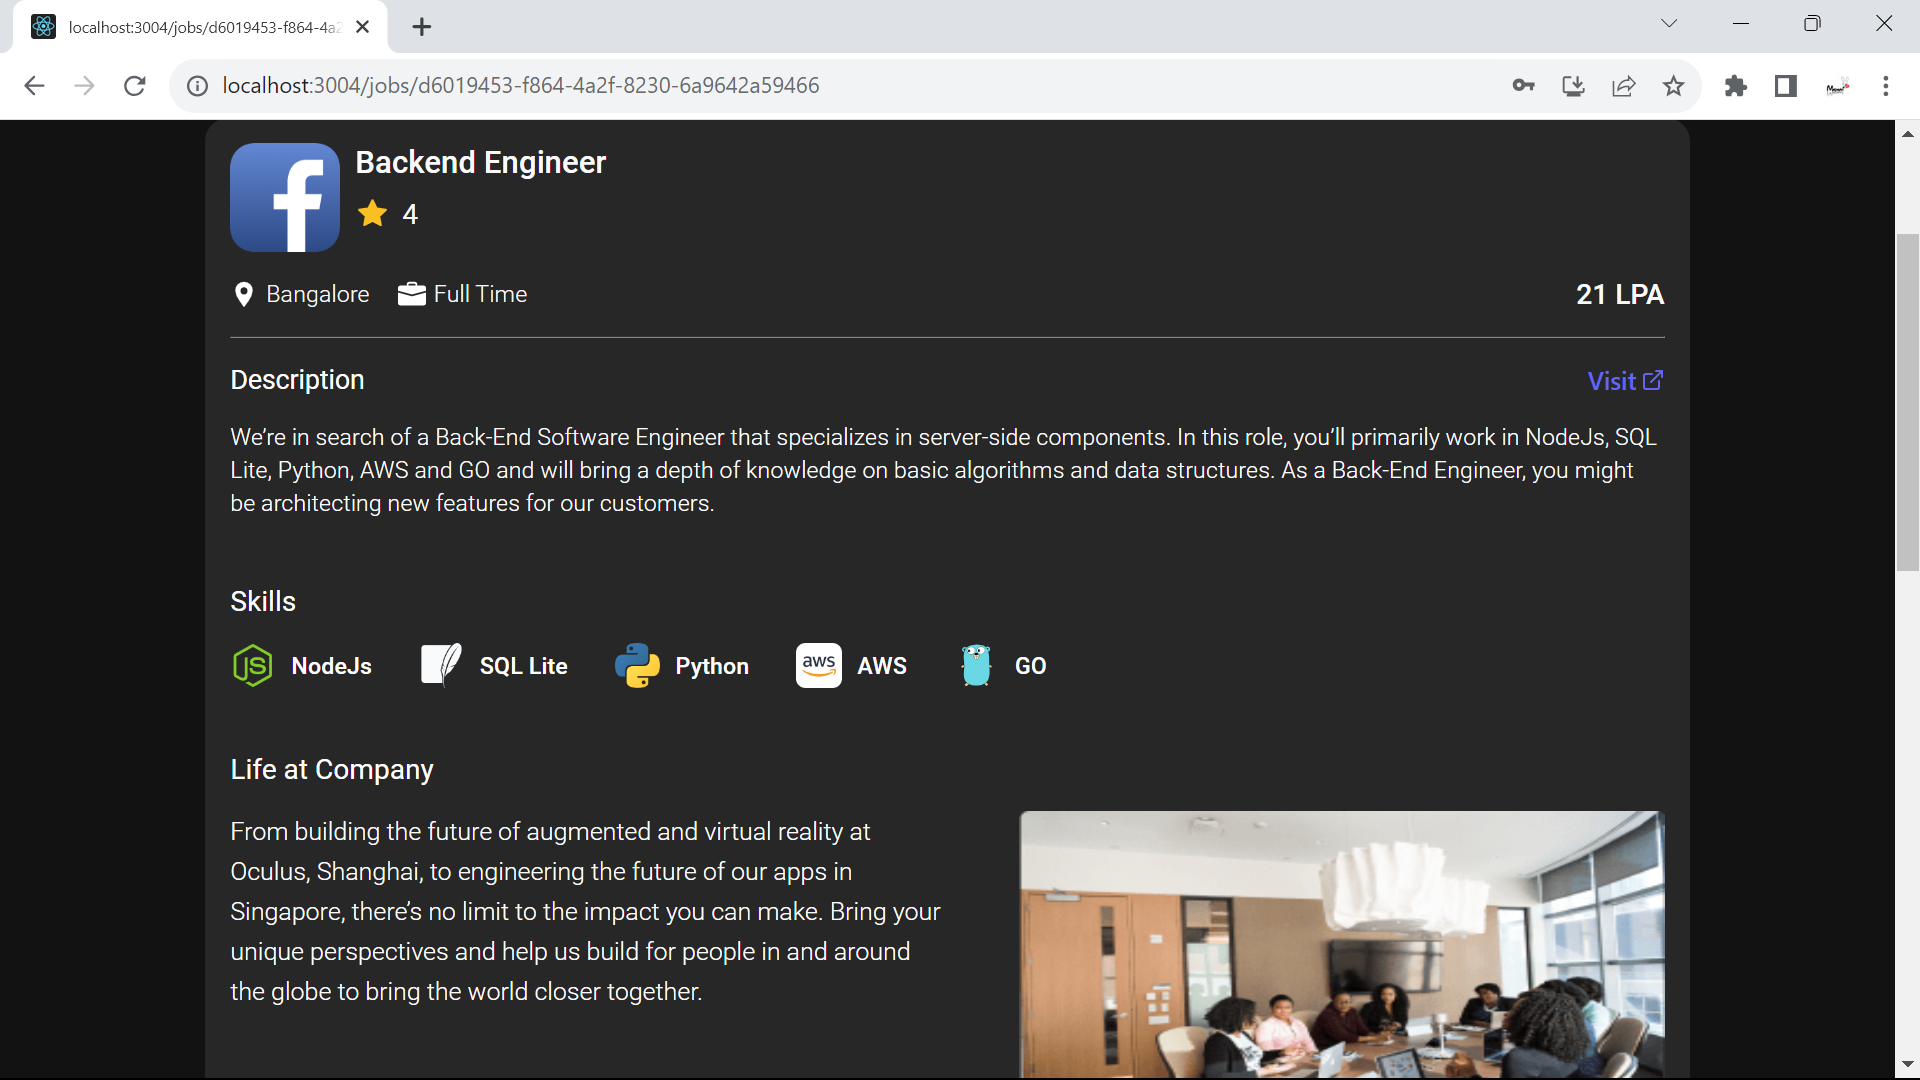 localhost:3004/jobs/d6019453-f864-4a2
localhost:3004/jobs/d6019453-f864-4a2f-8230-6a9642a59466
Backend Engineer
4
Bangalore Full Time 21 LPA
Description Visit
We’re in search of a Back-End Software Engineer that specializes in server-side components. In this role, you’ll primarily work in NodeJs, SQL
Lite, Python, AWS and GO and will bring a depth of knowledge on basic algorithms and data structures. As a Back-End Engineer, you might
be architecting new features for our customers.
Skills
NodeJs SQL Lite Python aws AWS GO
Life at Company
From building the future of augmented and virtual reality at
Oculus, Shanghai, to engineering the future of our apps in
Singapore, there’s no limit to the impact you can make. Bring your
unique perspectives and help us build for people in and around
the globe to bring the world closer together.